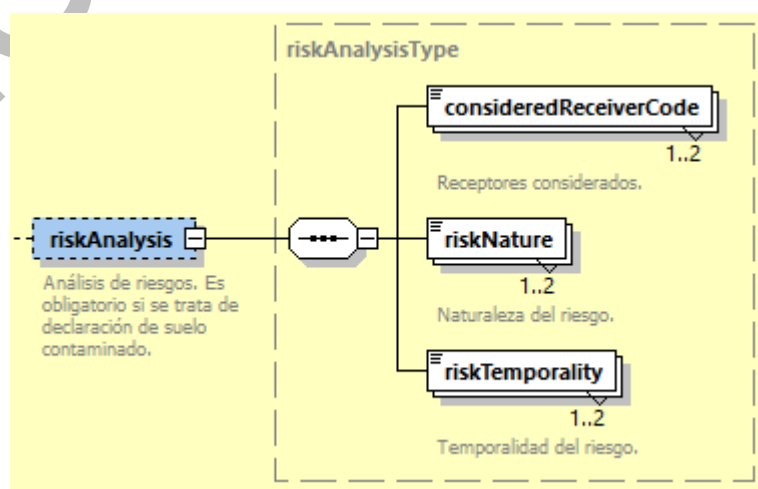 riskAnalysisType
consideredReceiverCode
1..2
Receptores considerados.
riskAnalysis
Análisis de riesgos. Es
obligatorio si se trata de
declaración de suelo
contaminado.
riskNature
1..2
Naturaleza del riesgo.
riskTemporality
1..2
Temporalidad del riesgo.